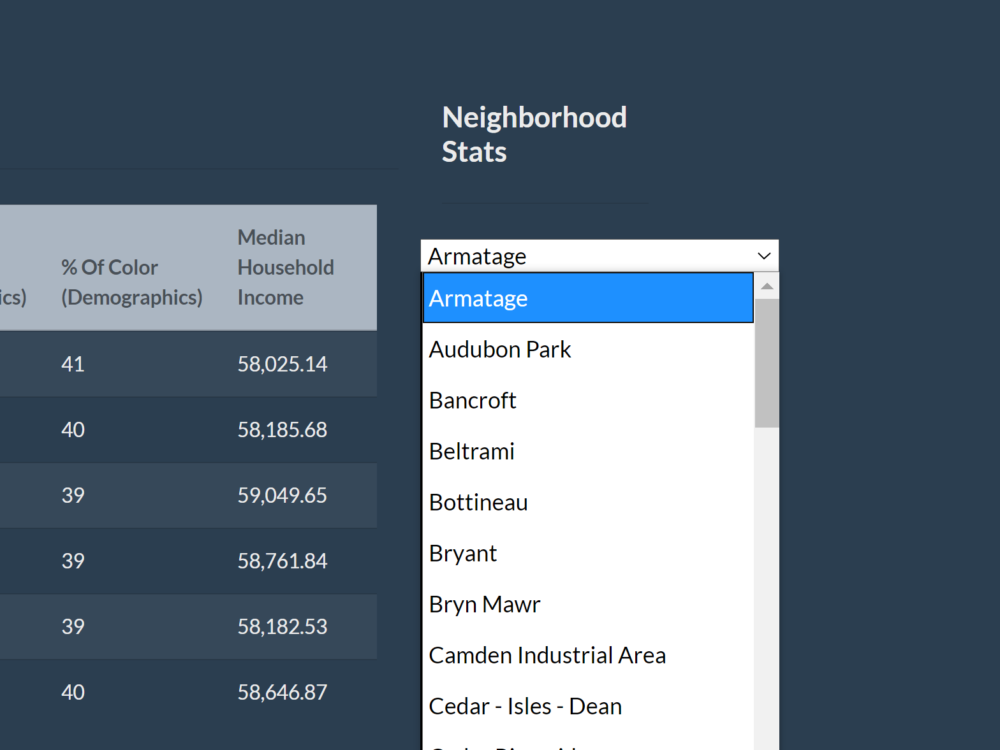 Neighborhood
Stats
ics)
% Of Color
(Demographics)
Median
Household
Income
41 58,025.14
40 58,185.68
39 59,049.65
39 58,761.84
39 58,182.53
40 58,646.87
Armatage
Armatage
Audubon Park
Bancroft
Beltrami
Bottineau
Bryant
Bryn Mawr
Camden Industrial Area
Cedar - Isles - Dean